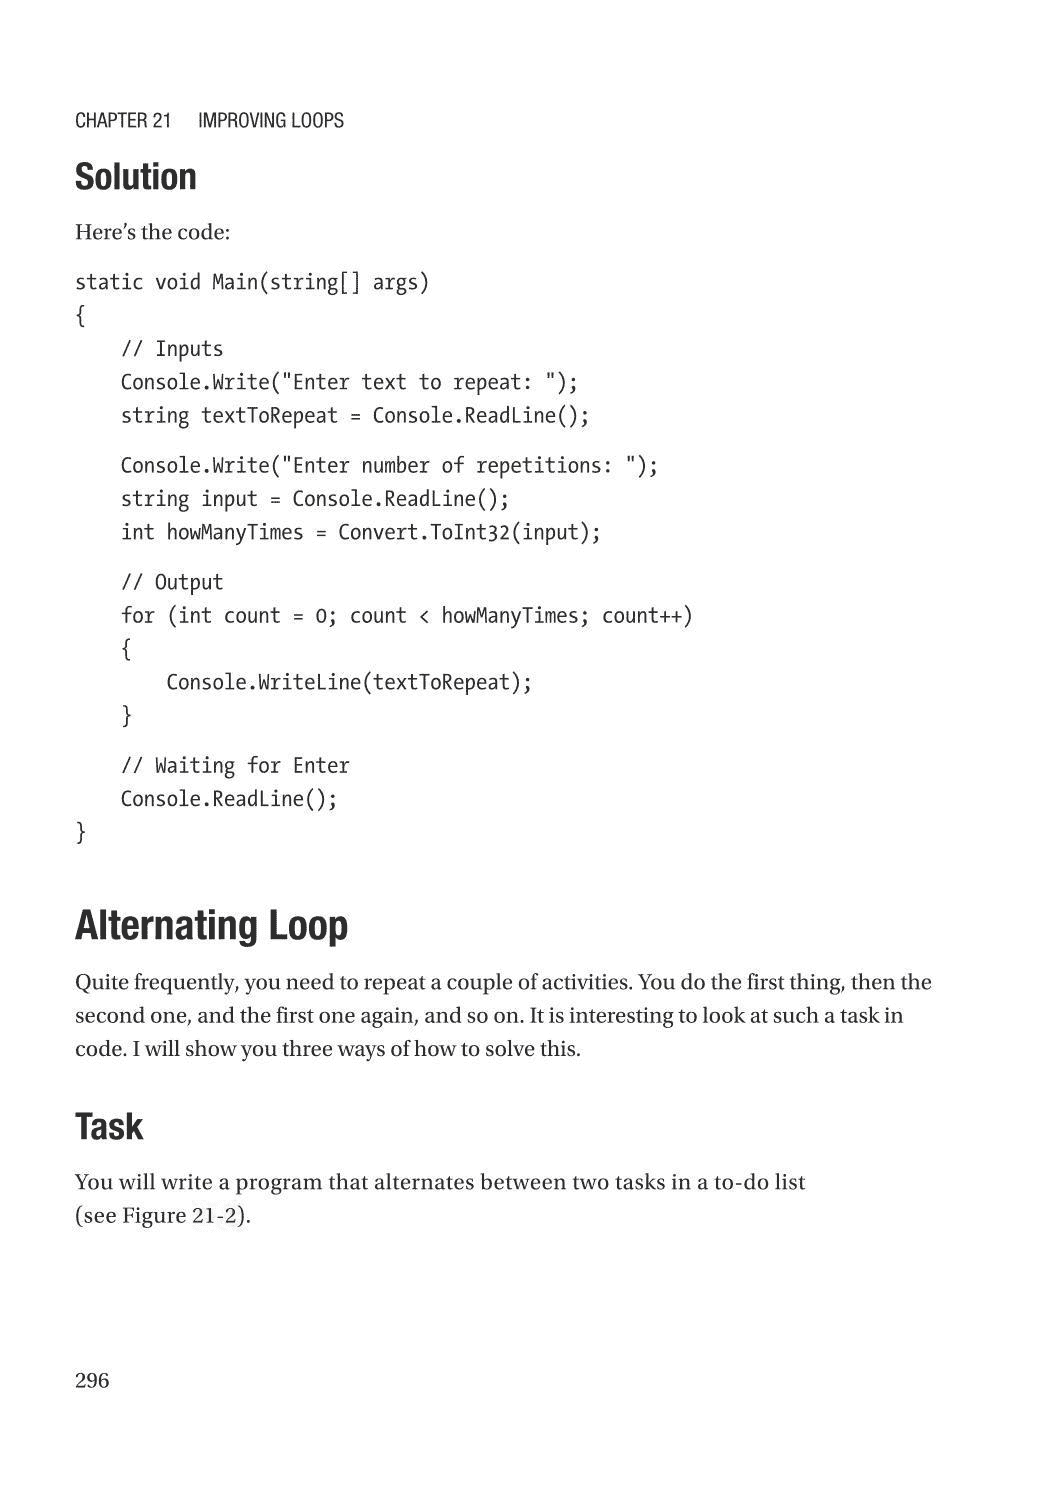 CHAPTER 21 IMPROVING LOOPS
Solution
Here’s the code:
static void Main(string[] args)
{
    // Inputs
    Console.Write("Enter text to repeat: ");
    string textToRepeat = Console.ReadLine();
    Console.Write("Enter number of repetitions: ");
    string input = Console.ReadLine();
    int howManyTimes = Convert.ToInt32(input);
    // Output
    for (int count = 0; count < howManyTimes; count++)
    {
        Console.WriteLine(textToRepeat);
    }
    // Waiting for Enter
    Console.ReadLine();
}
Alternating Loop
Quite frequently, you need to repeat a couple of activities. You do the first thing, then the
second one, and the first one again, and so on. It is interesting to look at such a task in
code. I will show you three ways of how to solve this.
Task
You will write a program that alternates between two tasks in a to-do list
(see Figure 21-2).
296